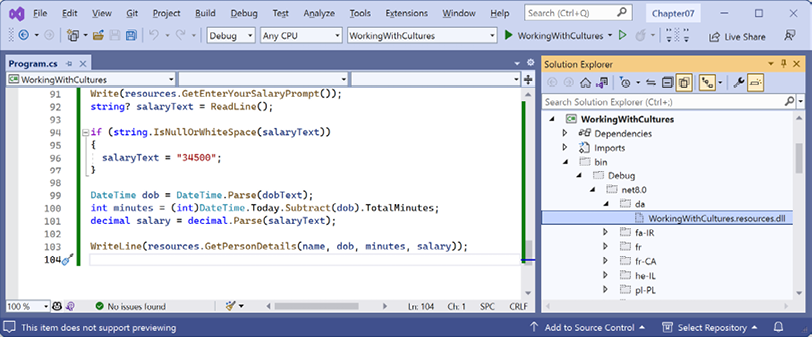 File Edit View Git Project Build Debug Test Analyze Tools Extensions Window Help Search (Ctrl+Q) Chapter07
Debug Any CPU WorkingWithCultures WorkingWithCultures Live Share
Program.cs
WorkingWithCultures
91 Write(resources.GetEnterYourSalaryPrompt());
92 string? salaryText = ReadLine();
93
94 if (string.IsNullOrWhiteSpace(salaryText))
95 {
96 salaryText = "34500";
97 }
98
99 DateTime dob = DateTime.Parse(dobText);
100 int minutes = (int)DateTime.Today.Subtract(dob).TotalMinutes;
101 decimal salary = decimal.Parse(salaryText);
102
103 WriteLine(resources.GetPersonDetails(name, dob, minutes, salary));
104
100 % No issues found Ln: 104 Ch: 1 SPC CRLF
Solution Explorer
Search Solution Explorer (Ctrl+;)
WorkingWithCultures
Dependencies
Imports
bin
Debug
net8.0
da
WorkingWithCultures.resources.dll
fa-IR
fr
fr-CA
he-IL
pl-PL
This item does not support previewing Add to Source Control Select Repository